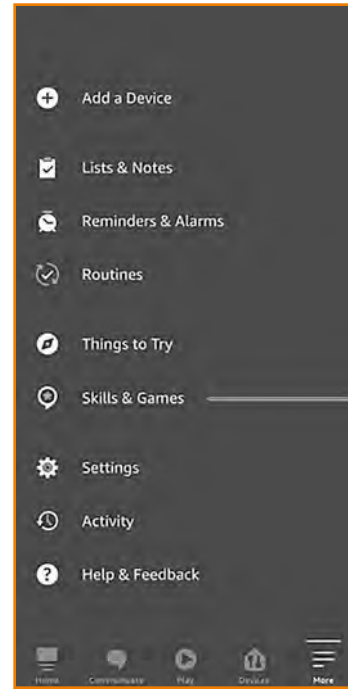 Add a Device
Lists & Notes
Reminders & Alarms
Routines
Things to Try
Skills & Games
Settings
Activity
Help & Feedback
Home Communicate Play Devices More